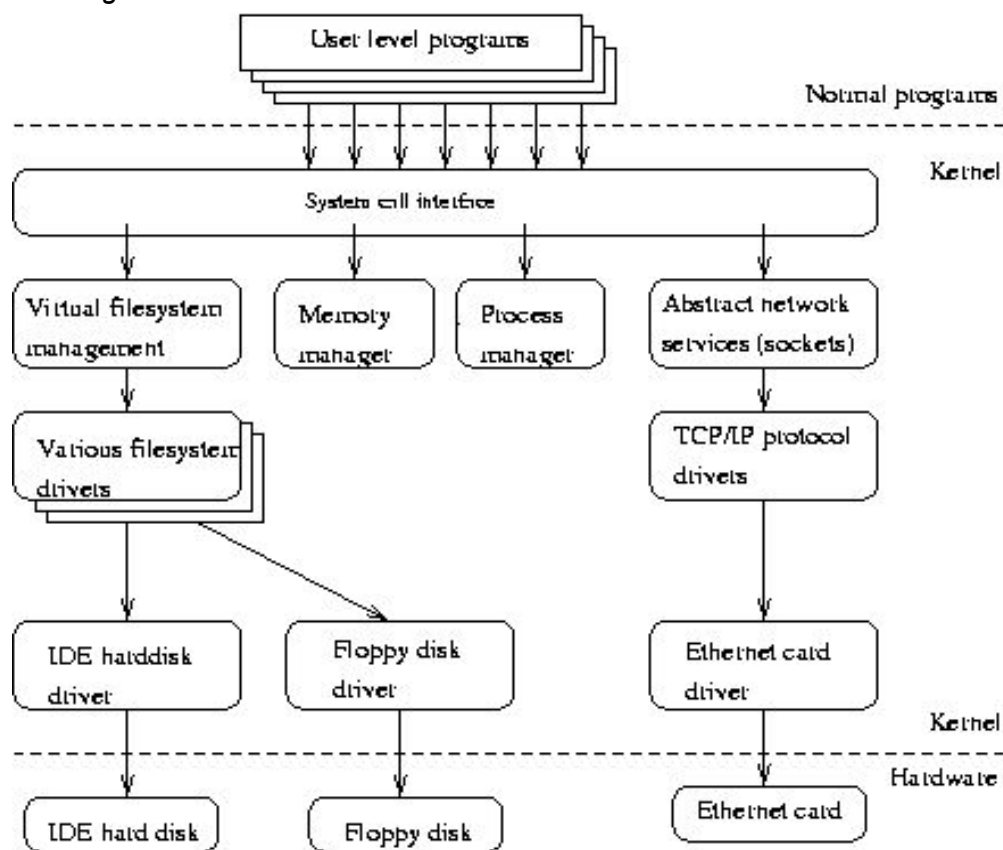 User level programs
Normal programs
Kernel
System call interface
Virtual filesystem
management
Memory
manager
Process
manager
Abstract network
services (sockets)
Various filesystem
drivers
TCP/IP protocol
drivers
IDE harddisk
driver
Floppy disk
driver
Ethernet card
driver
Kernel
Hardware
IDE hard disk
Floppy disk
Ethernet card